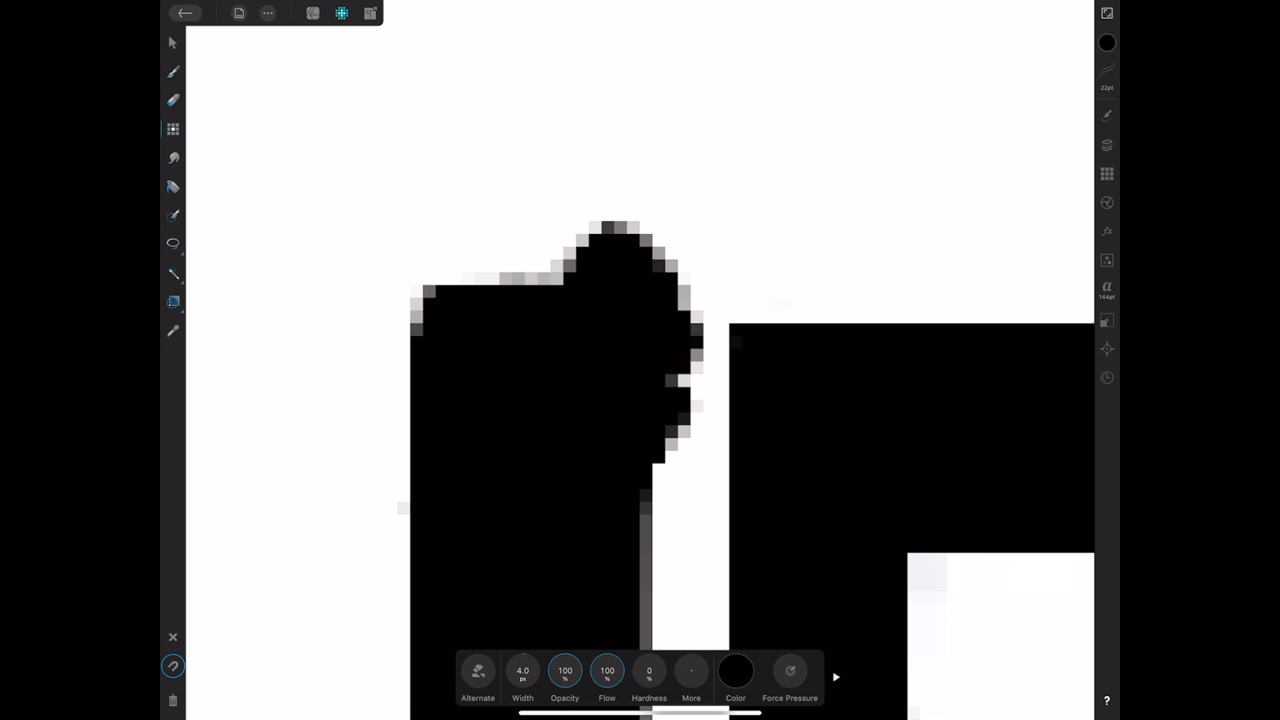 22pt
a
144pt
4.0
px
100
%
100
%
0
%
Alternate
Width
Opacity
Flow
Hardness
More
Color
Force Pressure
?